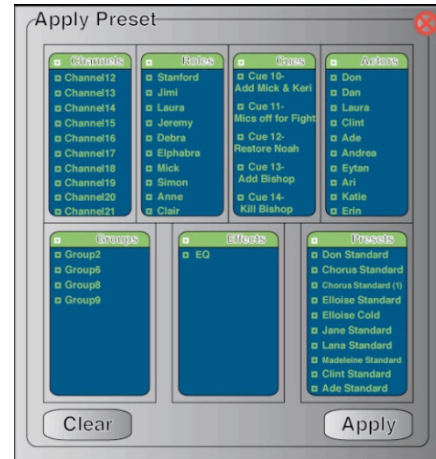 Apply Preset
Channels
Channel12
Channel13
Channel14
Channel15
Channel16
Channel17
Channel18
Channel19
Channel20
Channel21
Roles
Stanford
Jimi
Laura
Jeremy
Debra
Elphabra
Mick
Simon
Anne
Clair
Cues
Cue 10-
Add Mick & Keri
Cue 11-
Mics off for Fight
Cue 12-
Restore Noah
Cue 13-
Add Bishop
Cue 14-
Kill Bishop
Actors
Don
Dan
Laura
Clint
Ade
Andrea
Eytan
Ari
Katie
Erin
Groups
Group2
Group6
Group8
Group9
Effects
EQ
Presets
Don Standard
Chorus Standard
Chorus Standard (1)
Elloise Standard
Elloise Cold
Jane Standard
Lana Standard
Madeleine Standard
Clint Standard
Ade Standard
Clear
Apply